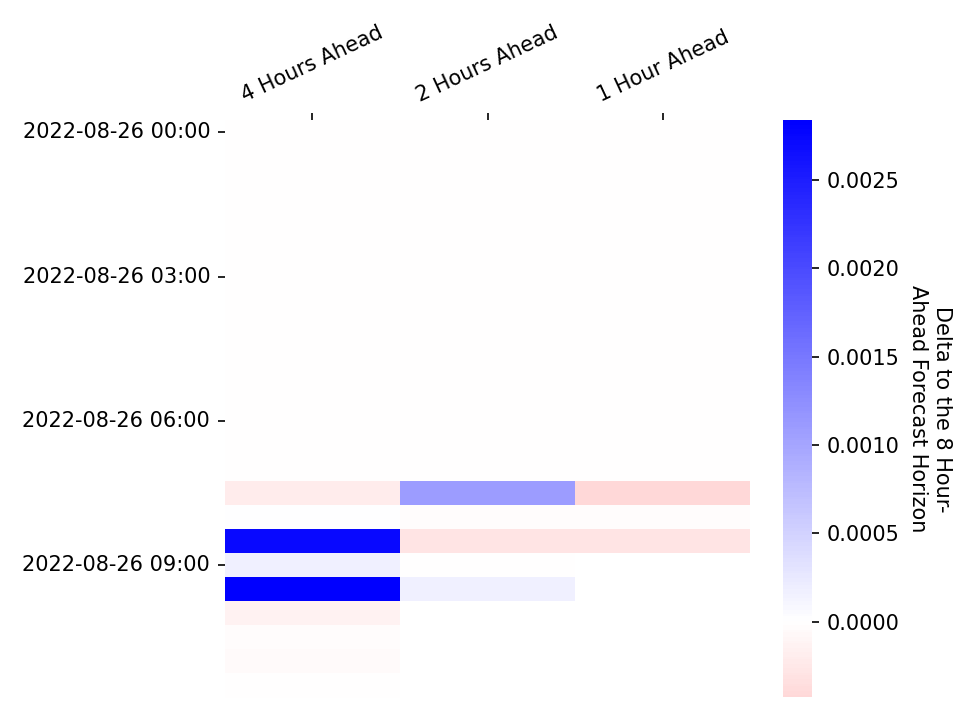 4 Hours Ahead
2 Hours Ahead
1 Hour Ahead
2022-08-26 00:00
2022-08-26 03:00
2022-08-26 06:00
2022-08-26 09:00
0.0025
0.0020
0.0015
0.0010
0.0005
0.0000
Delta to the 8 Hour-
Ahead Forecast Horizon